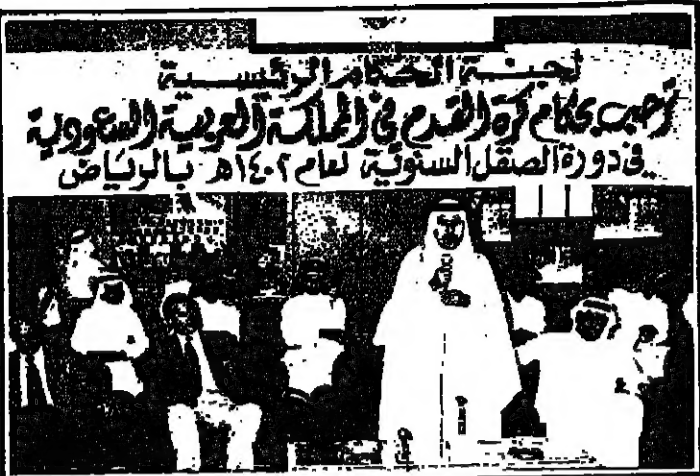 لجنة الحكام الرئيسية
ترحب بحكام كرة القدم في المملكة العربية السعودية
في دورة الصقل السنوية لعام ١٤٠٢هـ بالرياض